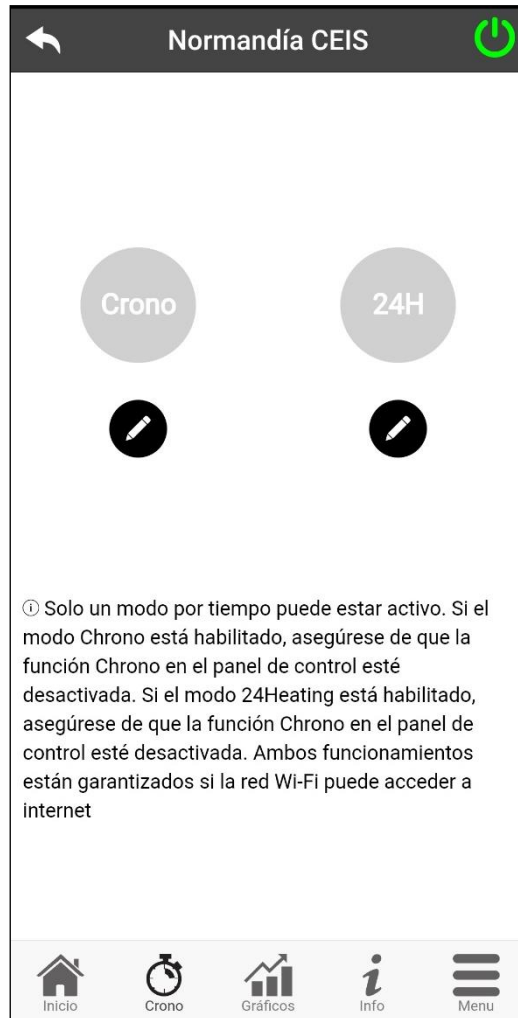 Normandía CEIS
Crono
24H
ⓘ Solo un modo por tiempo puede estar activo. Si el
modo Chrono está habilitado, asegúrese de que la
función Chrono en el panel de control esté
desactivada. Si el modo 24Heating está habilitado,
asegúrese de que la función Chrono en el panel de
control esté desactivada. Ambos funcionamientos
están garantizados si la red Wi-Fi puede acceder a
internet
Inicio
Crono
Gráficos
Info
Menu